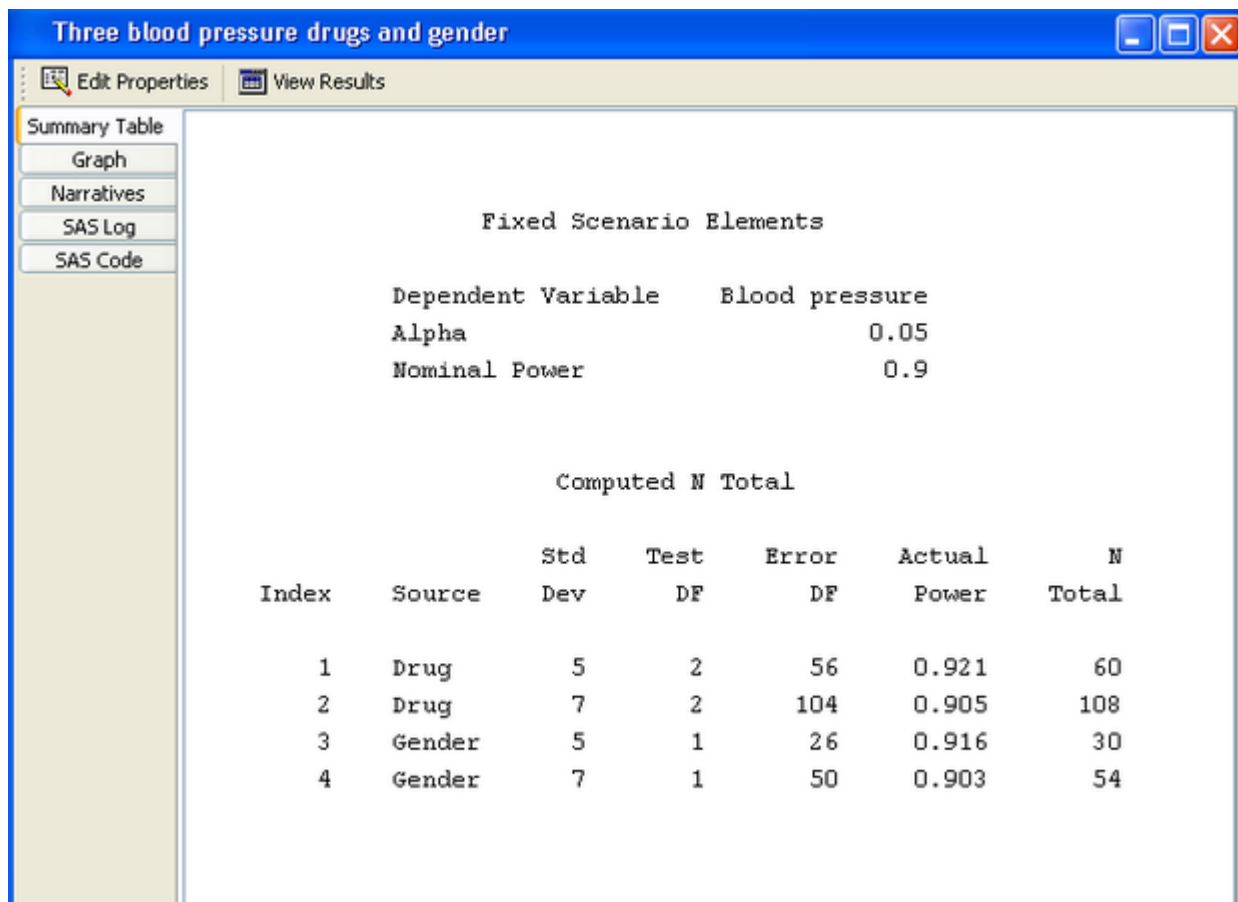 Three blood pressure drugs and gender
Edit Properties View Results
Summary Table
Graph
Narratives
SAS Log
SAS Code
Fixed Scenario Elements
Dependent Variable Blood pressure
Alpha 0.05
Nominal Power 0.9
Computed N Total
Std Test Error Actual N
Index Source Dev DF DF Power Total
1 Drug 5 2 56 0.921 60
2 Drug 7 2 104 0.905 108
3 Gender 5 1 26 0.916 30
4 Gender 7 1 50 0.903 54